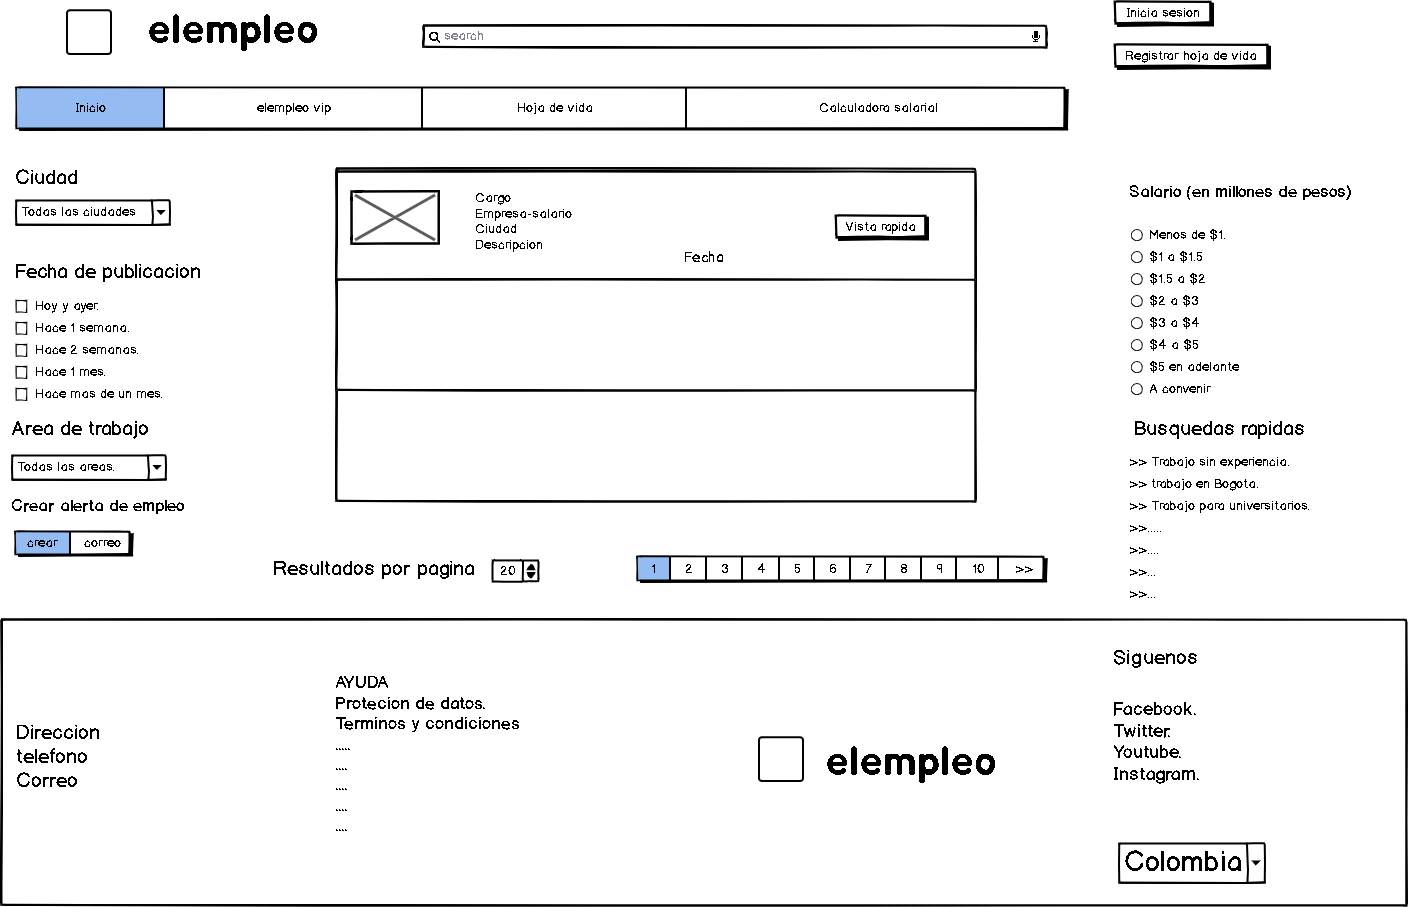 elempleo
search
Inicia sesion
Registrar hoja de vida
Inicio
elempleo vip
Hoja de vida
Calculadora salarial
Ciudad
Todas las ciudades
Fecha de publicacion
Hoy y ayer.
Hace 1 semana.
Hace 2 semanas.
Hace 1 mes.
Hace mas de un mes.
Area de trabajo
Todas las areas.
Crear alerta de empleo
crear
correo
Cargo
Empresa-salario
Ciudad
Descripcion
Fecha
Vista rapida
Resultados por pagina
20
1 2 3 4 5 6 7 8 9 10 >>
Salario (en millones de pesos)
Menos de $1.
$1 a $1.5
$1.5 a $2
$2 a $3
$3 a $4
$4 a $5
$5 en adelante
A convenir
Busquedas rapidas
>> Trabajo sin experiencia.
>> trabajo en Bogota.
>> Trabajo para universitarios.
>>.....
>>....
>>...
>>...
Direccion
telefono
Correo
AYUDA
Protecion de datos.
Terminos y condiciones
.....
....
....
....
....
elempleo
Siguenos
Facebook.
Twitter.
Youtube.
Instagram.
Colombia